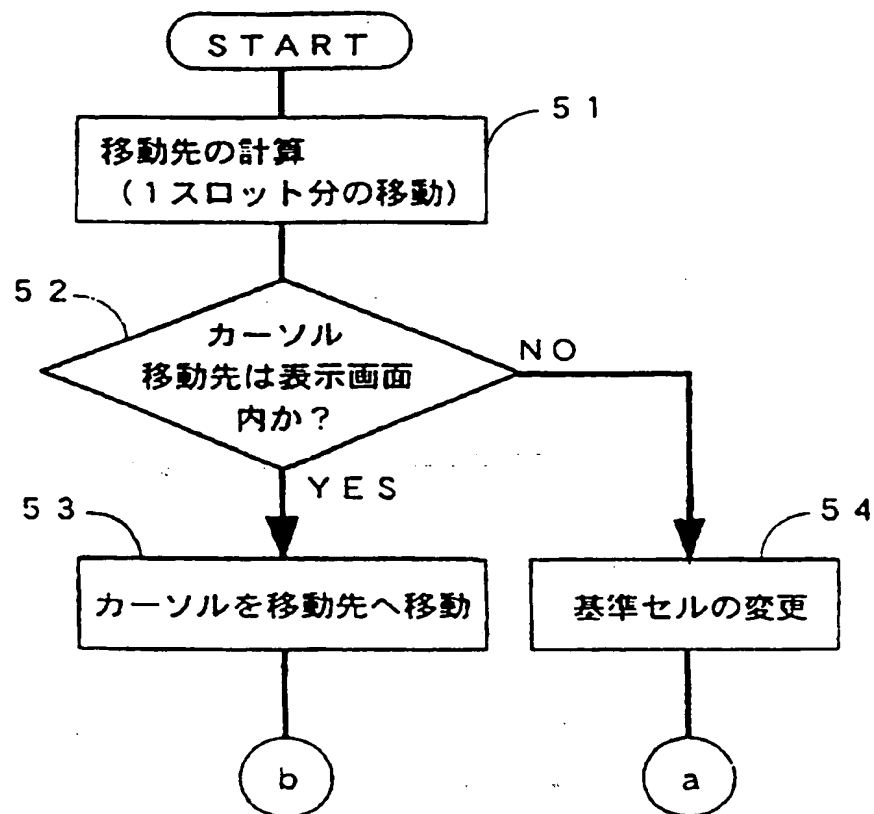 START
51
移動先の計算
(1スロット分の移動)
52
カーソル
移動先は表示画面
内か?
NO
YES
53
カーソルを移動先へ移動
54
基準セルの変更
b
a